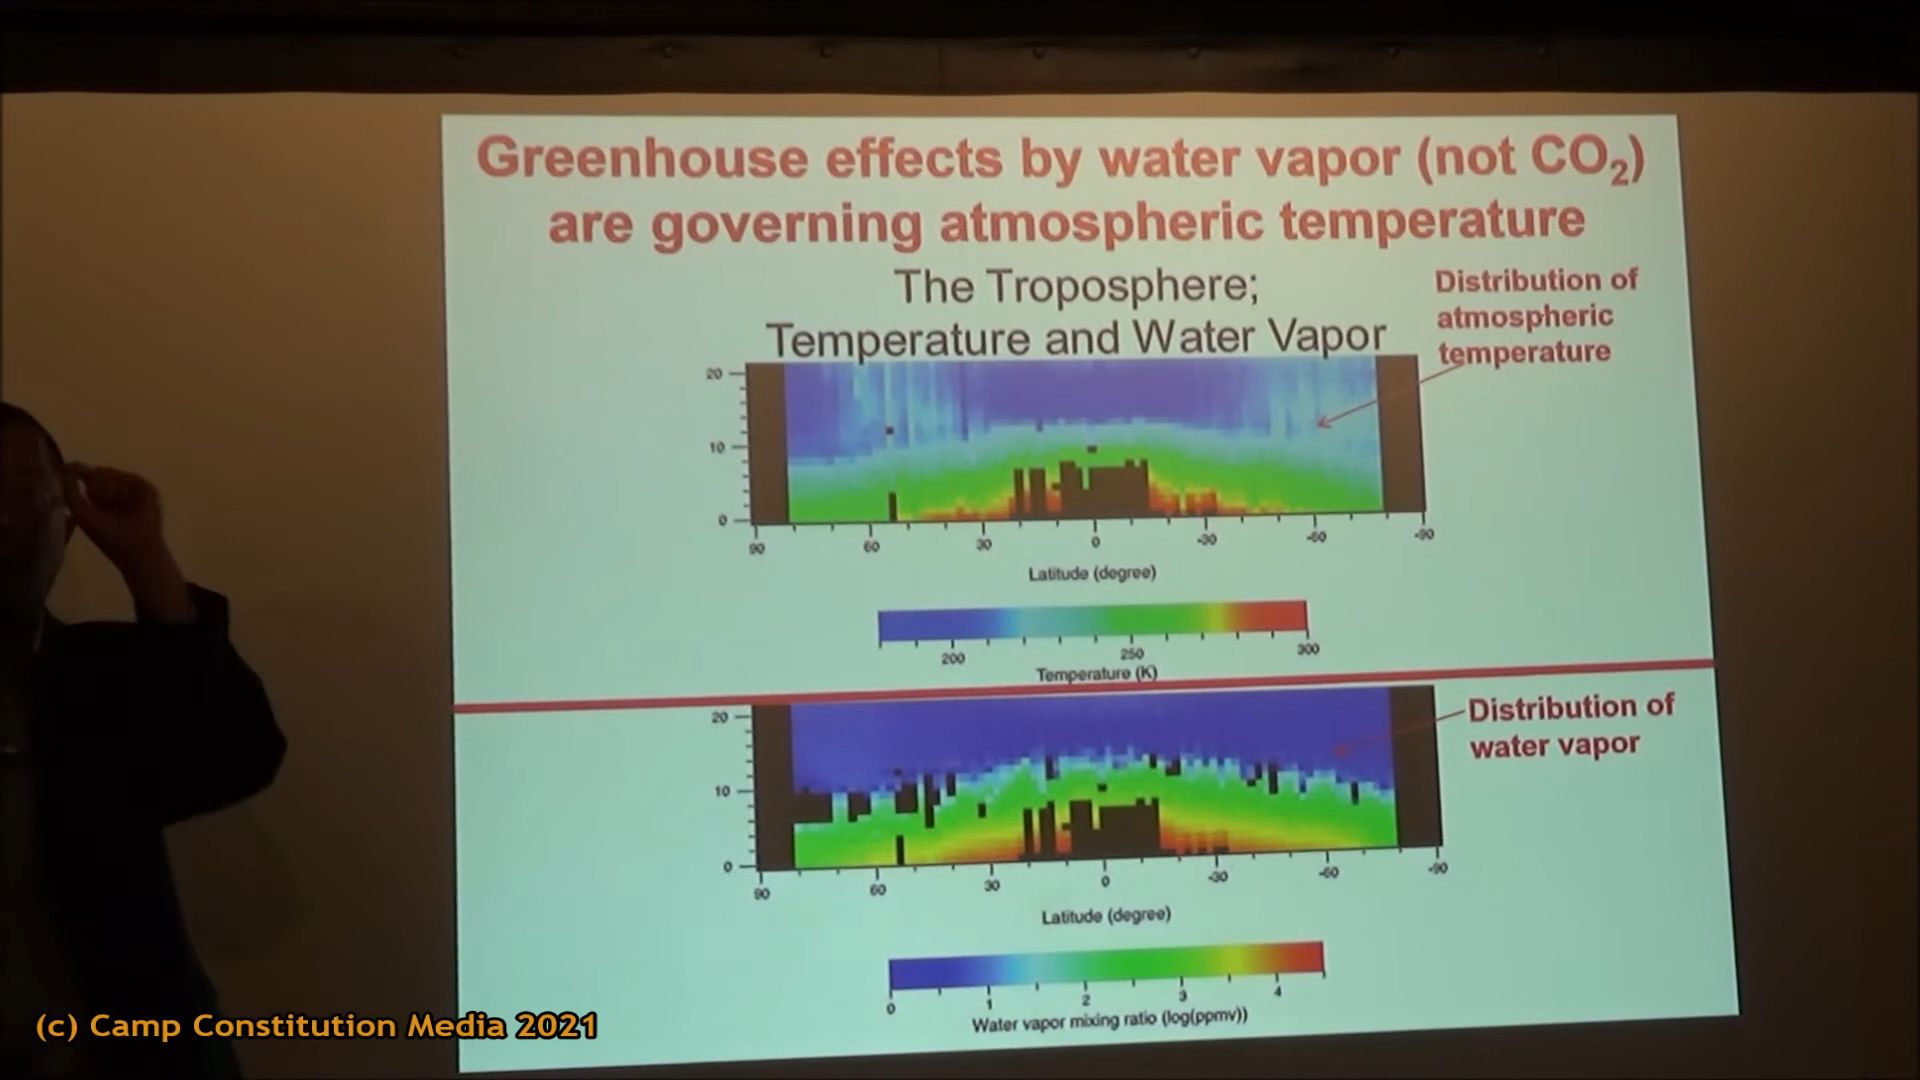 Greenhouse effects by water vapor (not CO₂)
are governing atmospheric temperature
The Troposphere;
Temperature and Water Vapor
Distribution of
atmospheric
temperature
20
10
0
90 60 30 0 -30 -60 -90
Latitude (degree)
200 250 300
Temperature (K)
Distribution of
water vapor
20
10
0
90 60 30 0 -30 -60 -90
Latitude (degree)
0 1 2 3 4
Water vapor mixing ratio (log(ppmv))
(c) Camp Constitution Media 2021